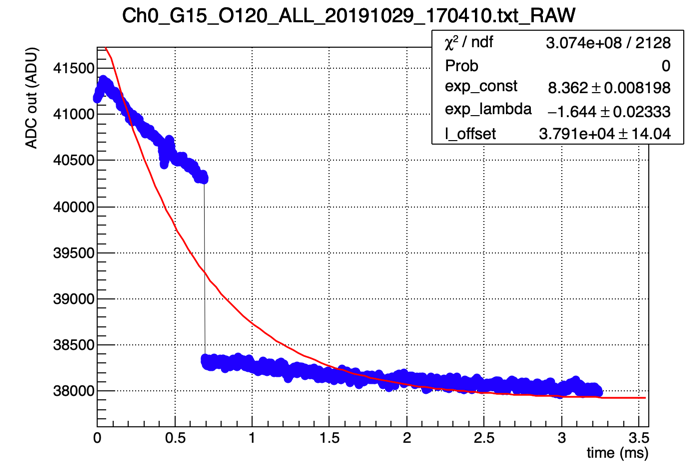 Ch0_G15_O120_ALL_20191029_170410.txt_RAW
χ² / ndf 3.074e+08 / 2128
Prob 0
exp_const 8.362 ± 0.008198
exp_lambda −1.644 ± 0.02333
l_offset 3.791e+04 ± 14.04
ADC out (ADU)
41500
41000
40500
40000
39500
39000
38500
38000
0 0.5 1 1.5 2 2.5 3 3.5
time (ms)